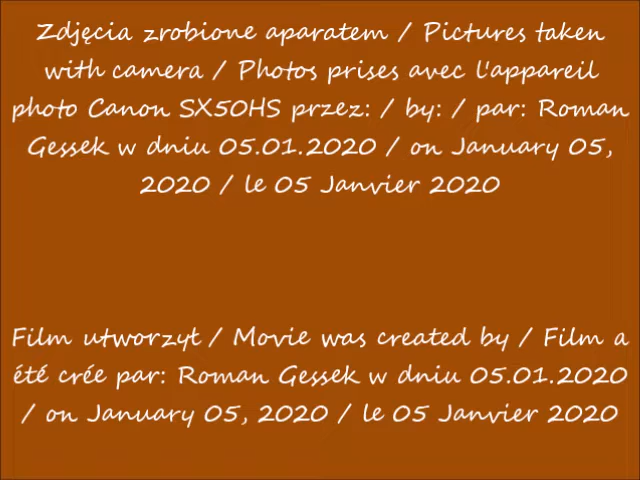 Zdjęcia zrobione aparatem / Pictures taken
with camera / Photos prises avec l'appareil
photo Canon SX50HS przez: / by: / par: Roman
Gessek w dniu 05.01.2020 / on January 05,
2020 / le 05 Janvier 2020
Film utworzył / Movie was created by / Film a
été crée par: Roman Gessek w dniu 05.01.2020
/ on January 05, 2020 / le 05 Janvier 2020